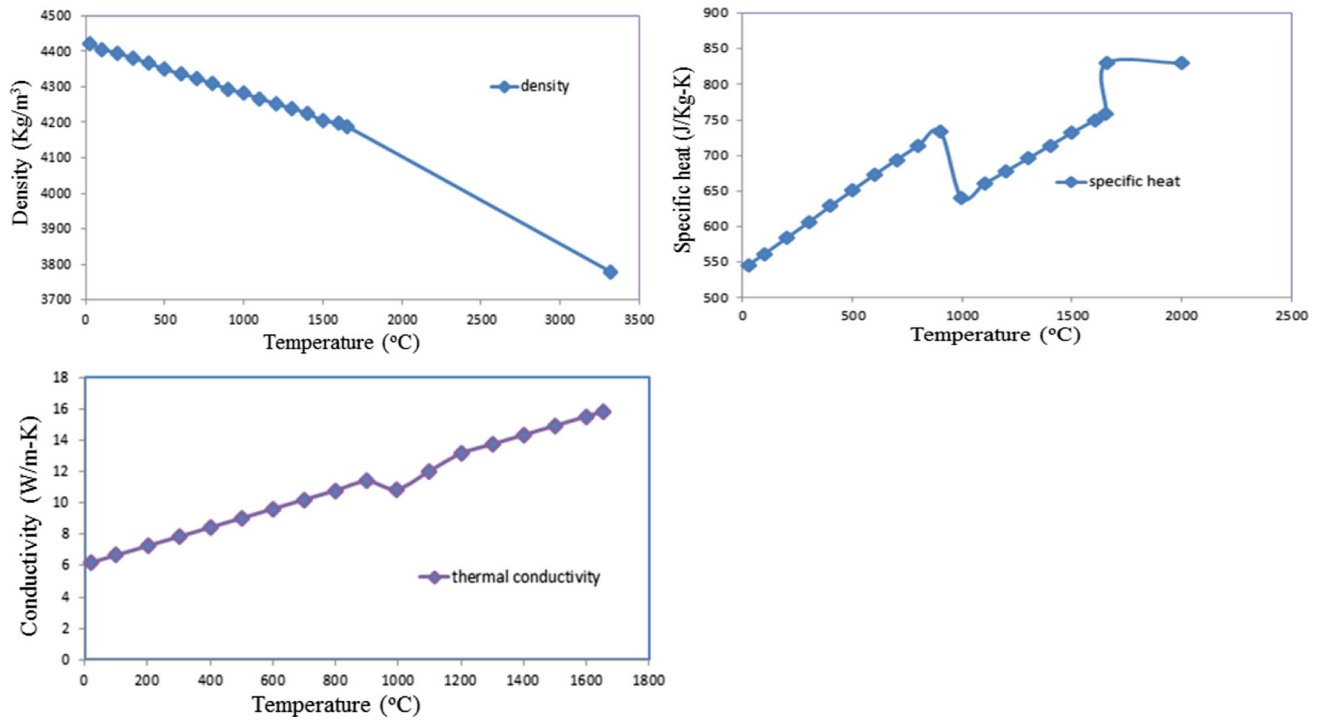 4500
4400
4300
4200
4100
4000
3900
3800
3700
Density (Kg/m³)
density
0 500 1000 1500 2000 2500 3000 3500
Temperature (°C)
900
850
800
750
700
650
600
550
500
Specific heat (J/Kg-K)
specific heat
0 500 1000 1500 2000 2500
Temperature (°C)
18
16
14
12
10
8
6
4
2
0
Conductivity (W/m-K)
thermal conductivity
0 200 400 600 800 1000 1200 1400 1600 1800
Temperature (°C)